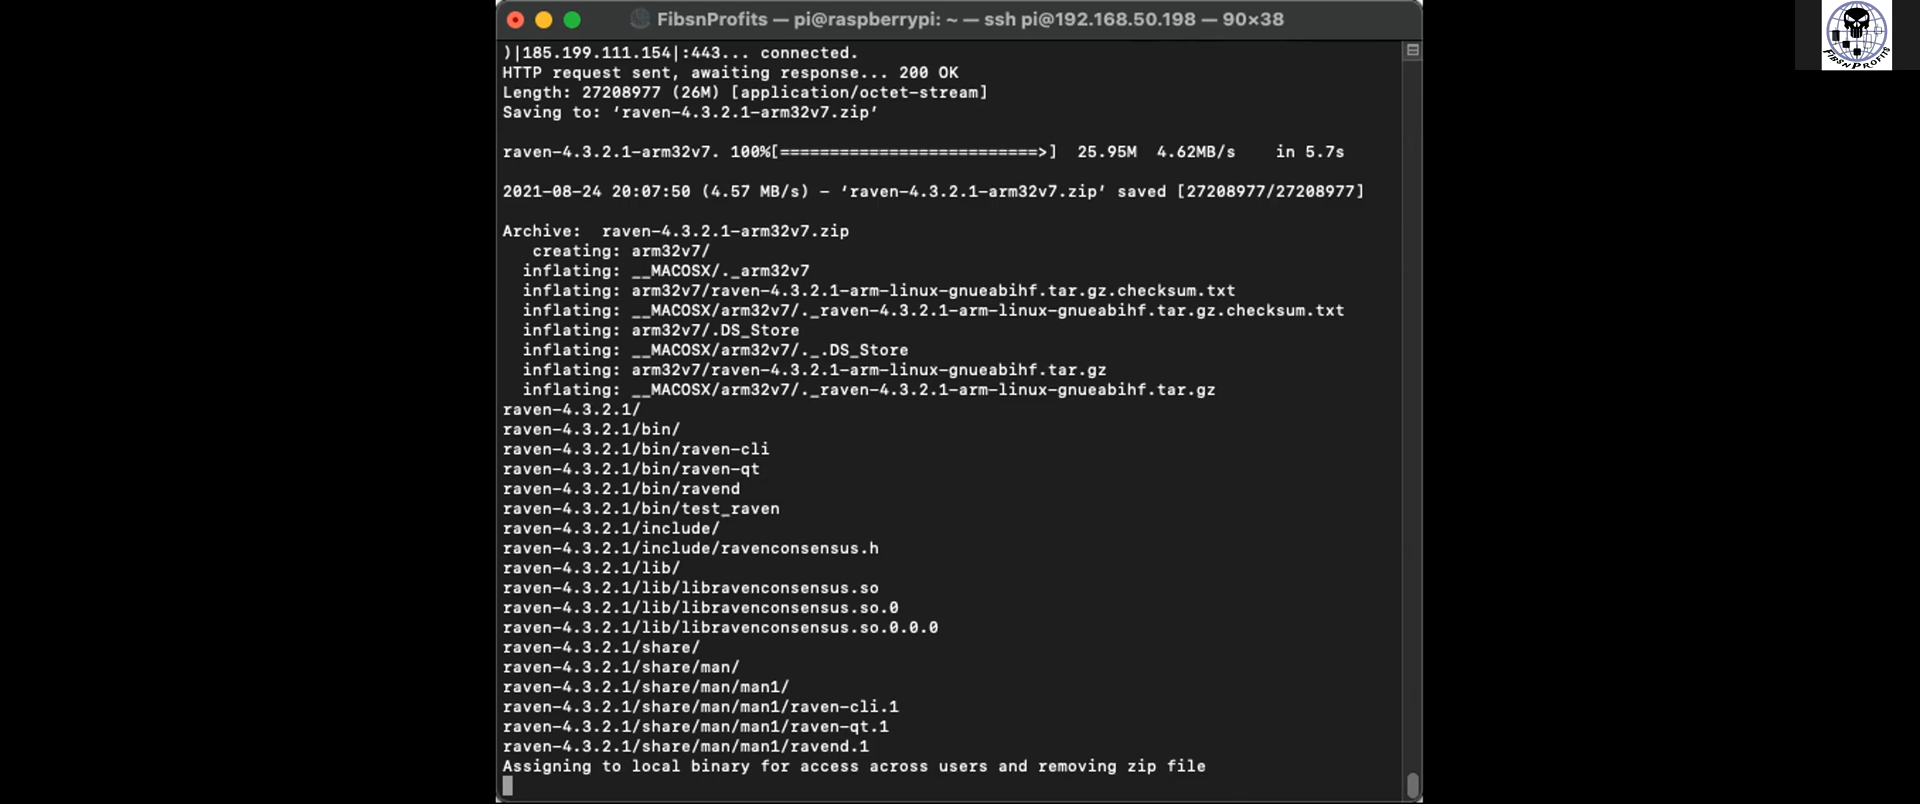 FibsnProfits — pi@raspberrypi: ~ — ssh pi@192.168.50.198 — 90×38
)|185.199.111.154|:443... connected.
HTTP request sent, awaiting response... 200 OK
Length: 27208977 (26M) [application/octet-stream]
Saving to: ‘raven-4.3.2.1-arm32v7.zip’
raven-4.3.2.1-arm32v7. 100%[==========================>]  25.95M  4.62MB/s    in 5.7s
2021-08-24 20:07:50 (4.57 MB/s) - ‘raven-4.3.2.1-arm32v7.zip’ saved [27208977/27208977]
Archive:  raven-4.3.2.1-arm32v7.zip
   creating: arm32v7/
  inflating: __MACOSX/._arm32v7
  inflating: arm32v7/raven-4.3.2.1-arm-linux-gnueabihf.tar.gz.checksum.txt
  inflating: __MACOSX/arm32v7/._raven-4.3.2.1-arm-linux-gnueabihf.tar.gz.checksum.txt
  inflating: arm32v7/.DS_Store
  inflating: __MACOSX/arm32v7/._.DS_Store
  inflating: arm32v7/raven-4.3.2.1-arm-linux-gnueabihf.tar.gz
  inflating: __MACOSX/arm32v7/._raven-4.3.2.1-arm-linux-gnueabihf.tar.gz
raven-4.3.2.1/
raven-4.3.2.1/bin/
raven-4.3.2.1/bin/raven-cli
raven-4.3.2.1/bin/raven-qt
raven-4.3.2.1/bin/ravend
raven-4.3.2.1/bin/test_raven
raven-4.3.2.1/include/
raven-4.3.2.1/include/ravenconsensus.h
raven-4.3.2.1/lib/
raven-4.3.2.1/lib/libravenconsensus.so
raven-4.3.2.1/lib/libravenconsensus.so.0
raven-4.3.2.1/lib/libravenconsensus.so.0.0.0
raven-4.3.2.1/share/
raven-4.3.2.1/share/man/
raven-4.3.2.1/share/man/man1/
raven-4.3.2.1/share/man/man1/raven-cli.1
raven-4.3.2.1/share/man/man1/raven-qt.1
raven-4.3.2.1/share/man/man1/ravend.1
Assigning to local binary for access across users and removing zip file
FIBSNPROFITS